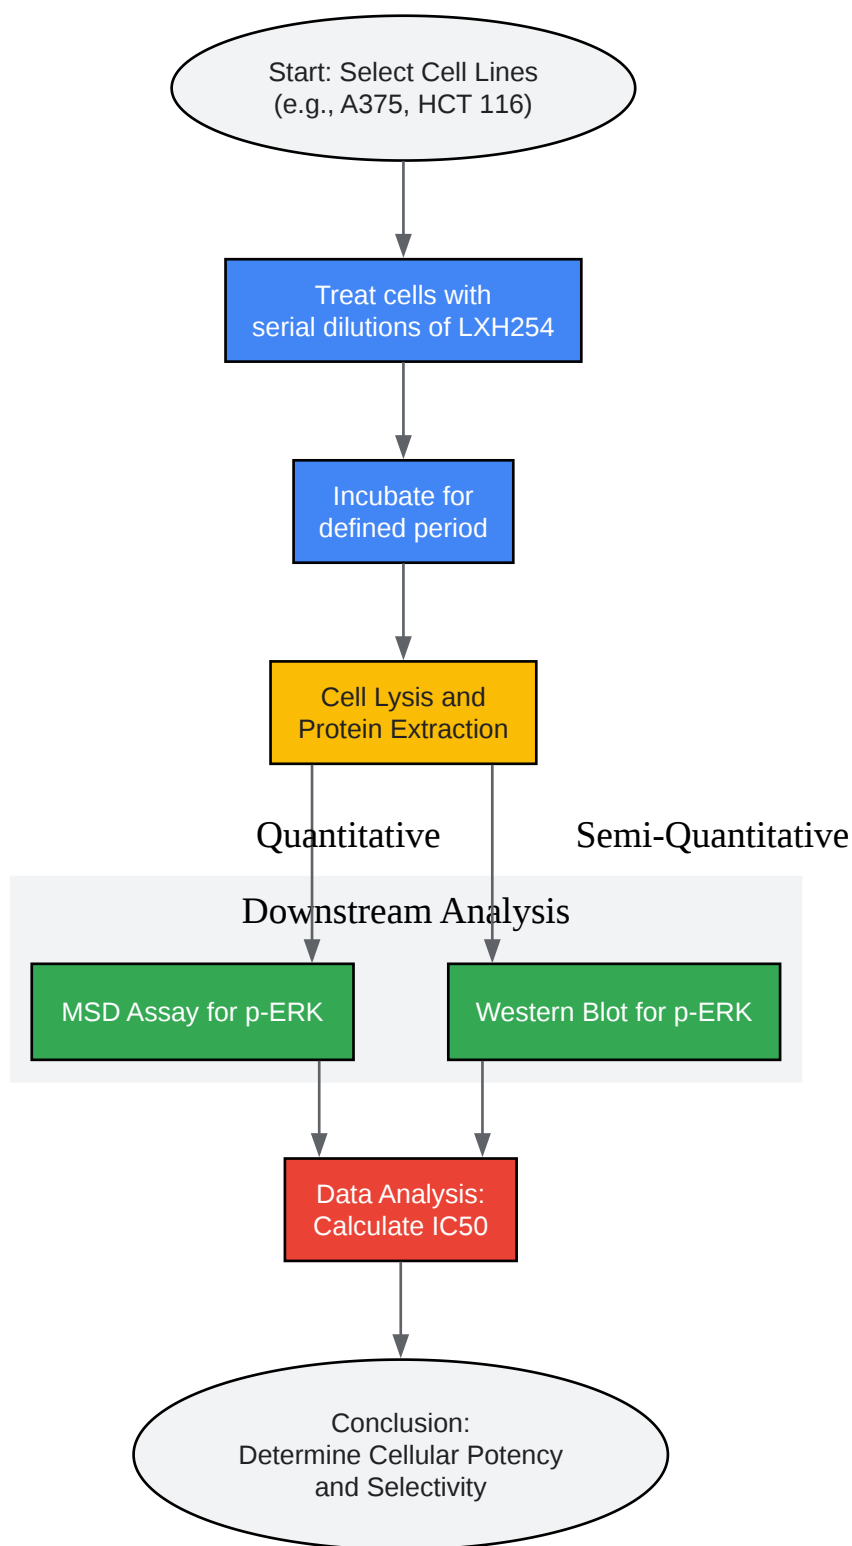 Start: Select Cell Lines
(e.g., A375, HCT 116)
Treat cells with
serial dilutions of LXH254
Incubate for
defined period
Cell Lysis and
Protein Extraction
Quantitative
Semi-Quantitative
Downstream Analysis
MSD Assay for p-ERK
Western Blot for p-ERK
Data Analysis:
Calculate IC50
Conclusion:
Determine Cellular Potency
and Selectivity